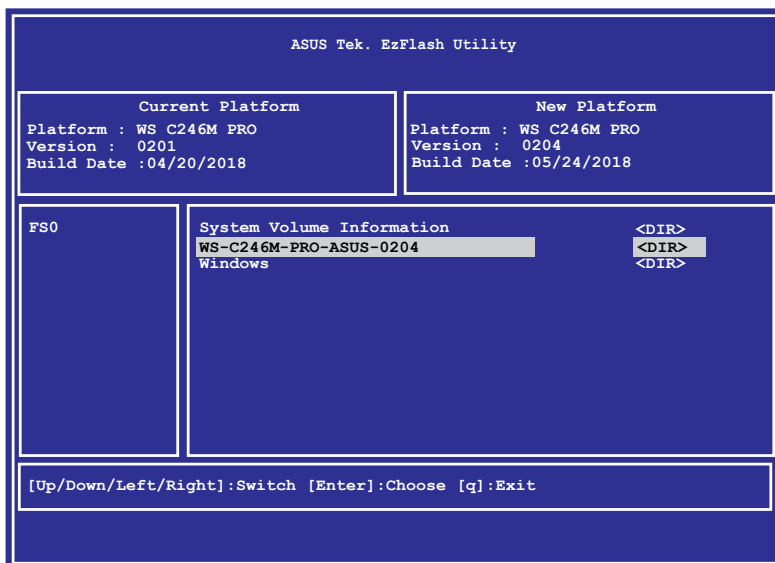 ASUS Tek. EzFlash Utility
Current Platform
Platform : WS C246M PRO
Version : 0201
Build Date :04/20/2018
New Platform
Platform : WS C246M PRO
Version : 0204
Build Date :05/24/2018
FS0
System Volume Information <DIR>
WS-C246M-PRO-ASUS-0204 <DIR>
Windows <DIR>
[Up/Down/Left/Right]:Switch [Enter]:Choose [q]:Exit